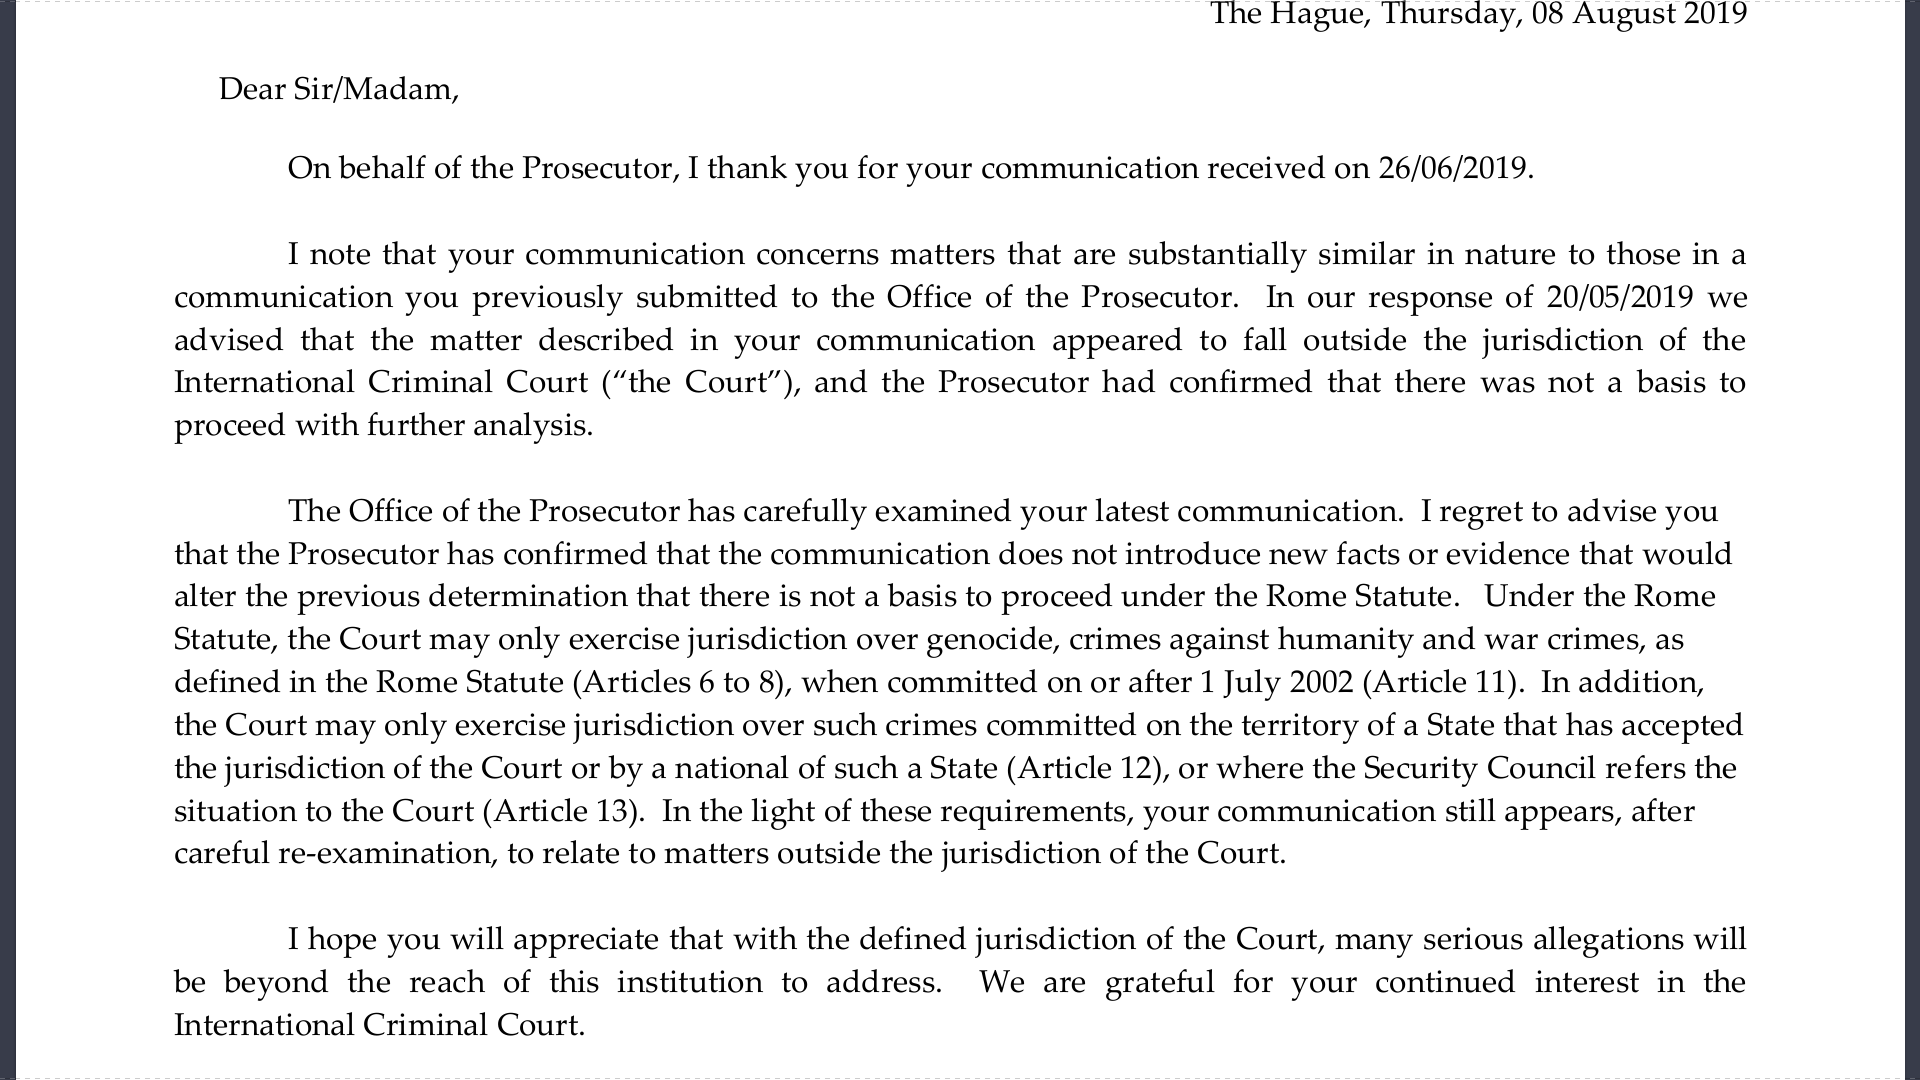 The Hague, Thursday, 08 August 2019
Dear Sir/Madam,
On behalf of the Prosecutor, I thank you for your communication received on 26/06/2019.
I note that your communication concerns matters that are substantially similar in nature to those in a
communication you previously submitted to the Office of the Prosecutor.  In our response of 20/05/2019 we
advised that the matter described in your communication appeared to fall outside the jurisdiction of the
International Criminal Court (“the Court”), and the Prosecutor had confirmed that there was not a basis to
proceed with further analysis.
The Office of the Prosecutor has carefully examined your latest communication.  I regret to advise you
that the Prosecutor has confirmed that the communication does not introduce new facts or evidence that would
alter the previous determination that there is not a basis to proceed under the Rome Statute.   Under the Rome
Statute, the Court may only exercise jurisdiction over genocide, crimes against humanity and war crimes, as
defined in the Rome Statute (Articles 6 to 8), when committed on or after 1 July 2002 (Article 11).  In addition,
the Court may only exercise jurisdiction over such crimes committed on the territory of a State that has accepted
the jurisdiction of the Court or by a national of such a State (Article 12), or where the Security Council refers the
situation to the Court (Article 13).  In the light of these requirements, your communication still appears, after
careful re-examination, to relate to matters outside the jurisdiction of the Court.
I hope you will appreciate that with the defined jurisdiction of the Court, many serious allegations will
be beyond the reach of this institution to address.  We are grateful for your continued interest in the
International Criminal Court.